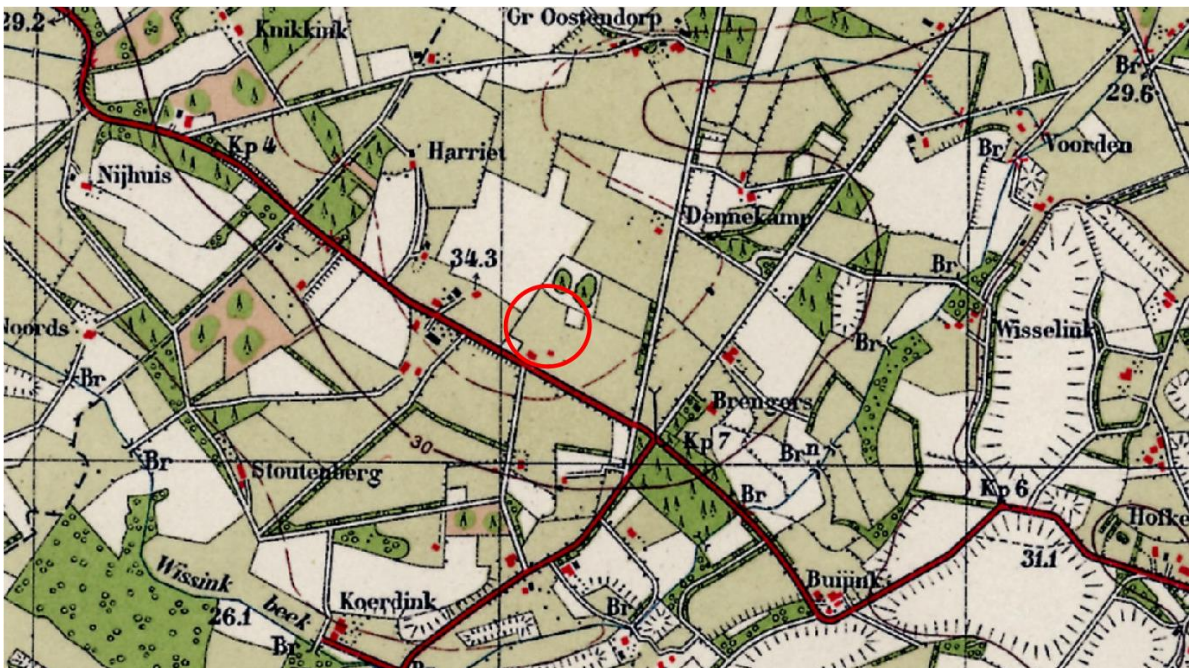 29.2
Knikkink
Gr Oostendorp
Br
29.6
Kp 4
Harriet
Br
Voorden
Nijhuis
Dennekamp
34.3
Br
Noords
Wisselink
Br
Br
Brengers
30
Kp 7
Br
Stoutenberg
Brⁿ
Br
Kp 6
Hofke
Wissink
beek
31.1
Buijink
26.1
Koerdink
Br
Br